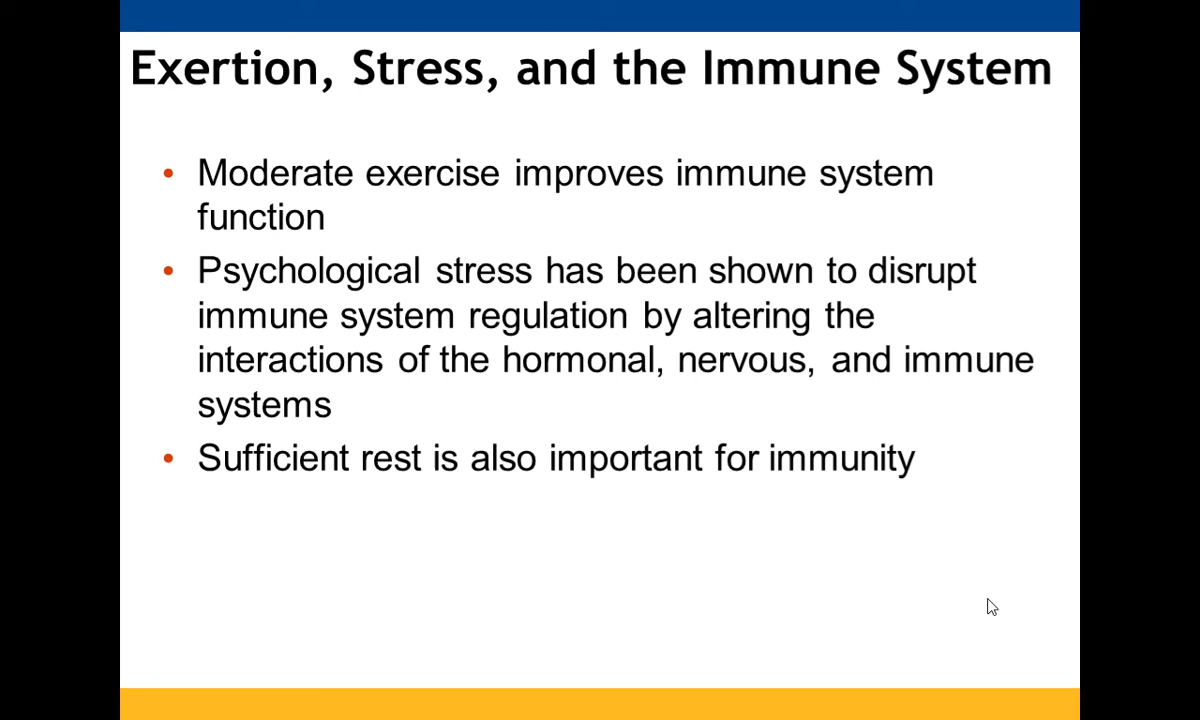 Exertion, Stress, and the Immune System
• Moderate exercise improves immune system
function
• Psychological stress has been shown to disrupt
immune system regulation by altering the
interactions of the hormonal, nervous, and immune
systems
• Sufficient rest is also important for immunity